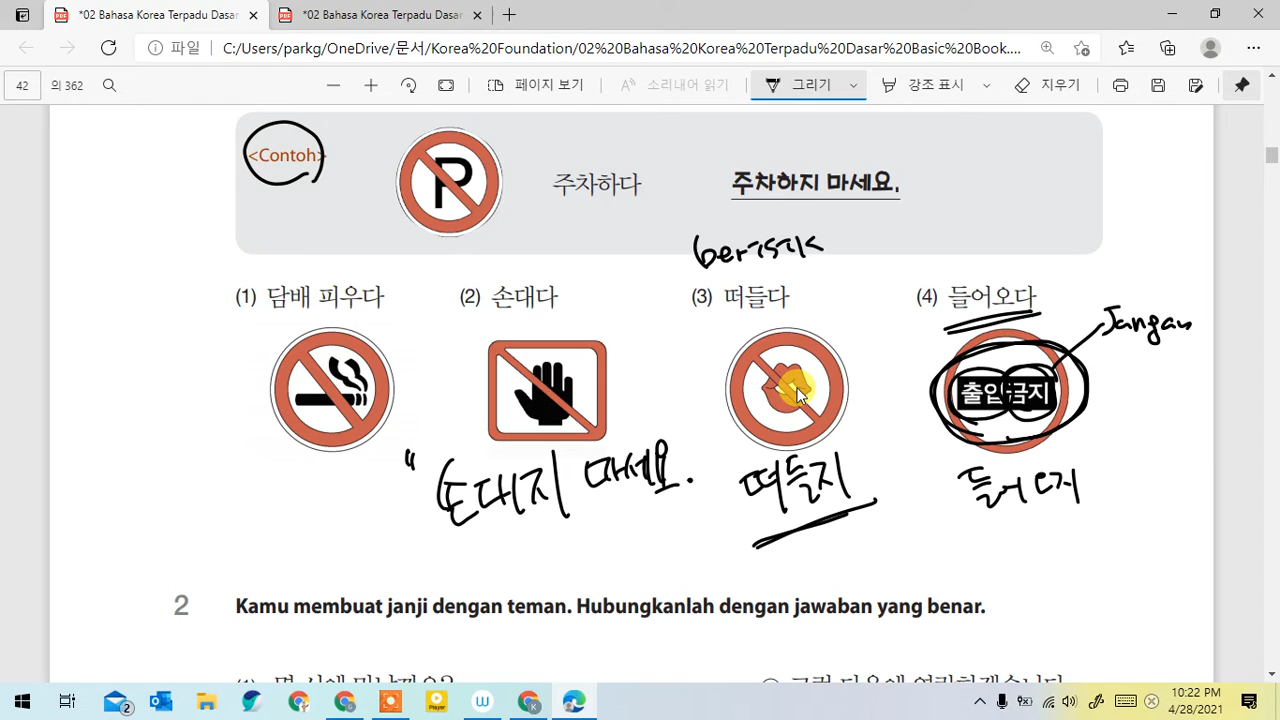 *02 Bahasa Korea Terpadu Dasar
*02 Bahasa Korea Terpadu Dasar
파일 C:/Users/parkg/OneDrive/문서/Korea%20Foundation/02%20Bahasa%20Korea%20Terpadu%20Dasar%20Basic%20Book....
42 의 362 페이지 보기 소리내어 읽기 그리기 강조 표시 지우기
<Contoh>
P
주차하다 주차하지 마세요.
berisik
(1) 담배 피우다 (2) 손대다 (3) 떠들다 (4) 들어오다
Jangan
출입금지
손대지 마세요. 떠들지 들어오지
2 Kamu membuat janji dengan teman. Hubungkanlah dengan jawaban yang benar.
2 Player W K
10:22 PM
4/28/2021